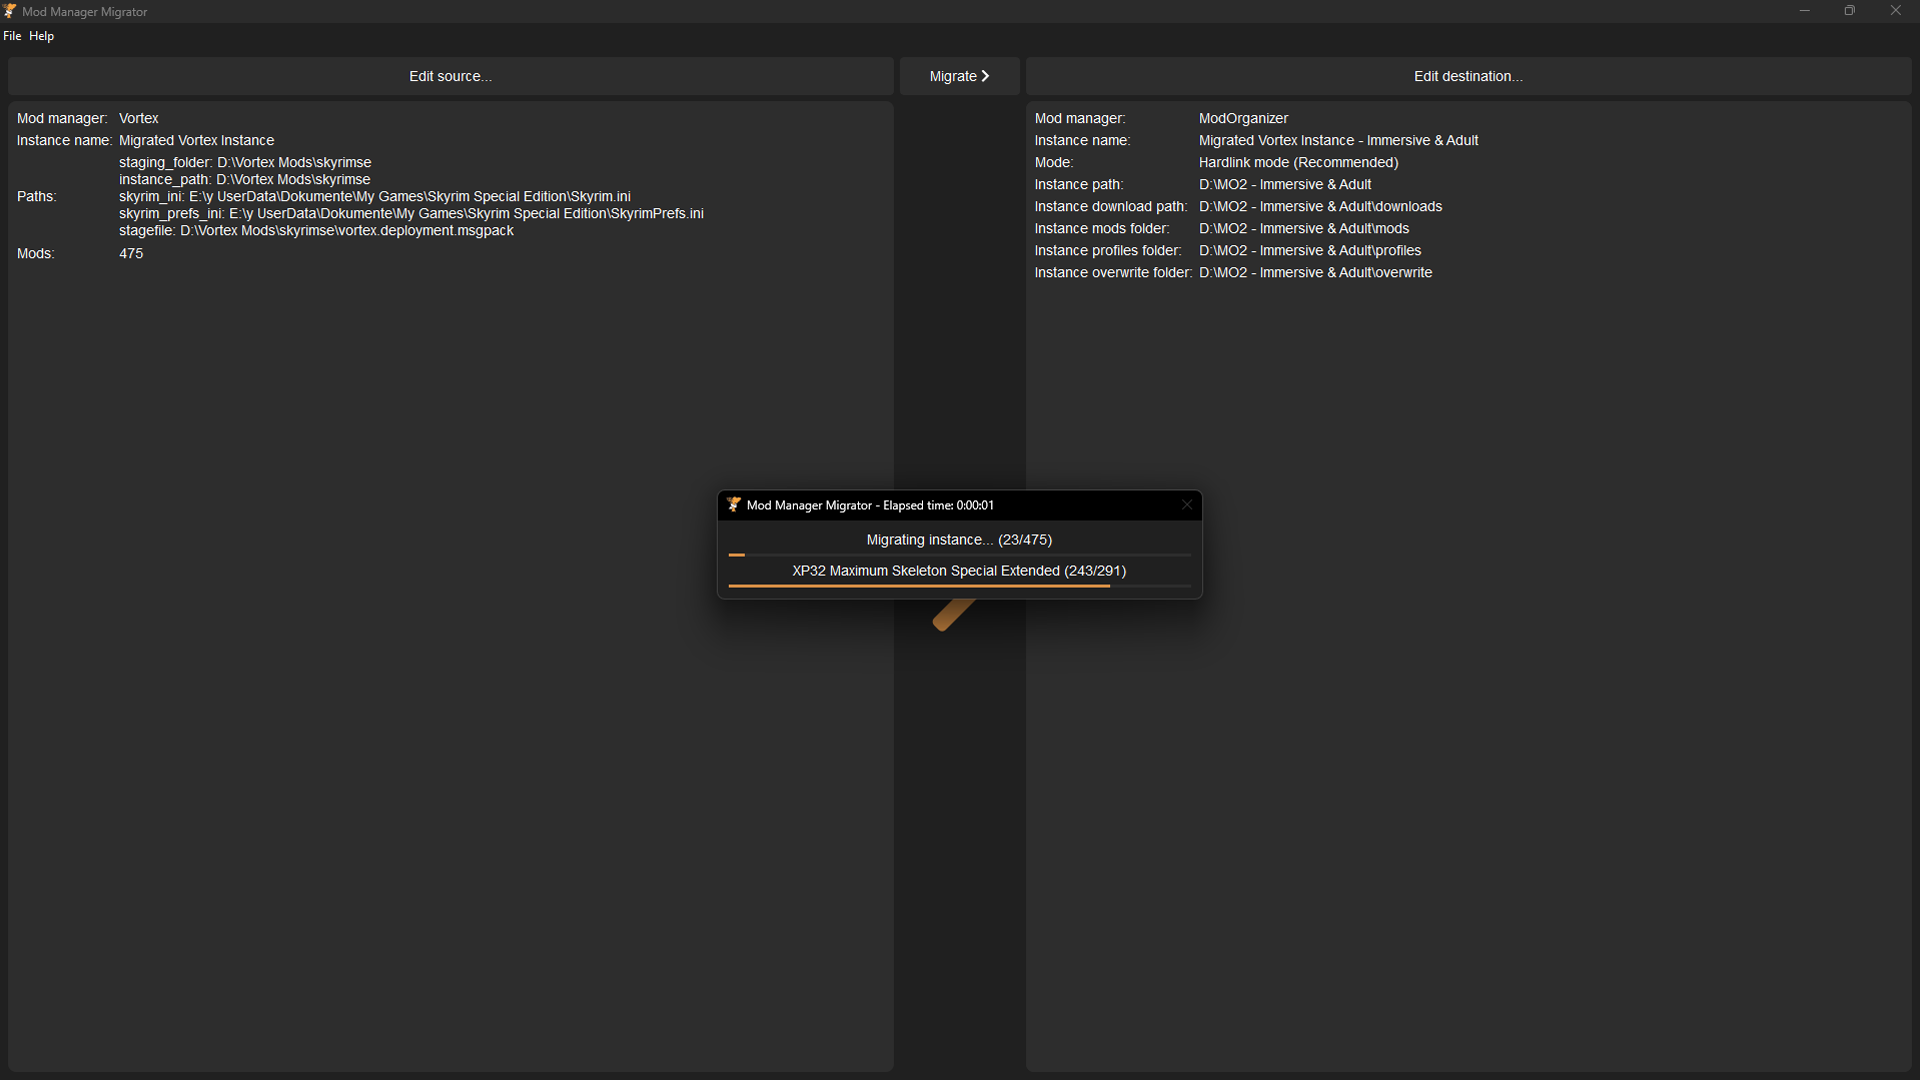 Mod Manager Migrator
File Help
Edit source...
Migrate
Edit destination...
Mod manager: Vortex
Instance name: Migrated Vortex Instance
Paths:
staging_folder: D:\Vortex Mods\skyrimse
instance_path: D:\Vortex Mods\skyrimse
skyrim_ini: E:\y UserData\Dokumente\My Games\Skyrim Special Edition\Skyrim.ini
skyrim_prefs_ini: E:\y UserData\Dokumente\My Games\Skyrim Special Edition\SkyrimPrefs.ini
stagefile: D:\Vortex Mods\skyrimse\vortex.deployment.msgpack
Mods: 475
Mod manager: ModOrganizer
Instance name: Migrated Vortex Instance - Immersive & Adult
Mode: Hardlink mode (Recommended)
Instance path: D:\MO2 - Immersive & Adult
Instance download path: D:\MO2 - Immersive & Adult\downloads
Instance mods folder: D:\MO2 - Immersive & Adult\mods
Instance profiles folder: D:\MO2 - Immersive & Adult\profiles
Instance overwrite folder: D:\MO2 - Immersive & Adult\overwrite
Mod Manager Migrator - Elapsed time: 0:00:01
Migrating instance... (23/475)
XP32 Maximum Skeleton Special Extended (243/291)